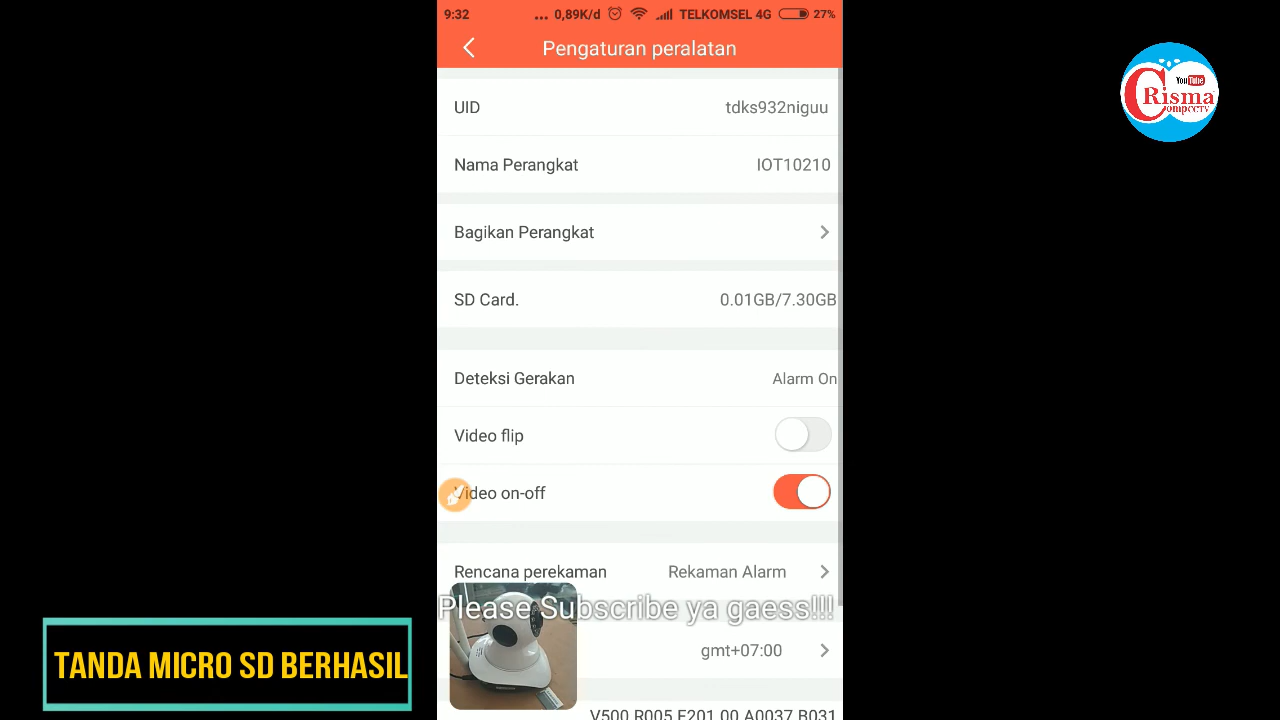 9:32 ... 0,89K/d TELKOMSEL 4G 27%
Pengaturan peralatan
UID tdks932niguu
Nama Perangkat IOT10210
Bagikan Perangkat
SD Card. 0.01GB/7.30GB
Deteksi Gerakan Alarm On
Video flip
Video on-off
Rencana perekaman Rekaman Alarm
Please Subscribe ya gaess!!!
gmt+07:00
V500.R005.E201.00.A0037.B031
TANDA MICRO SD BERHASIL
YouTube
Crisma
Compcctv